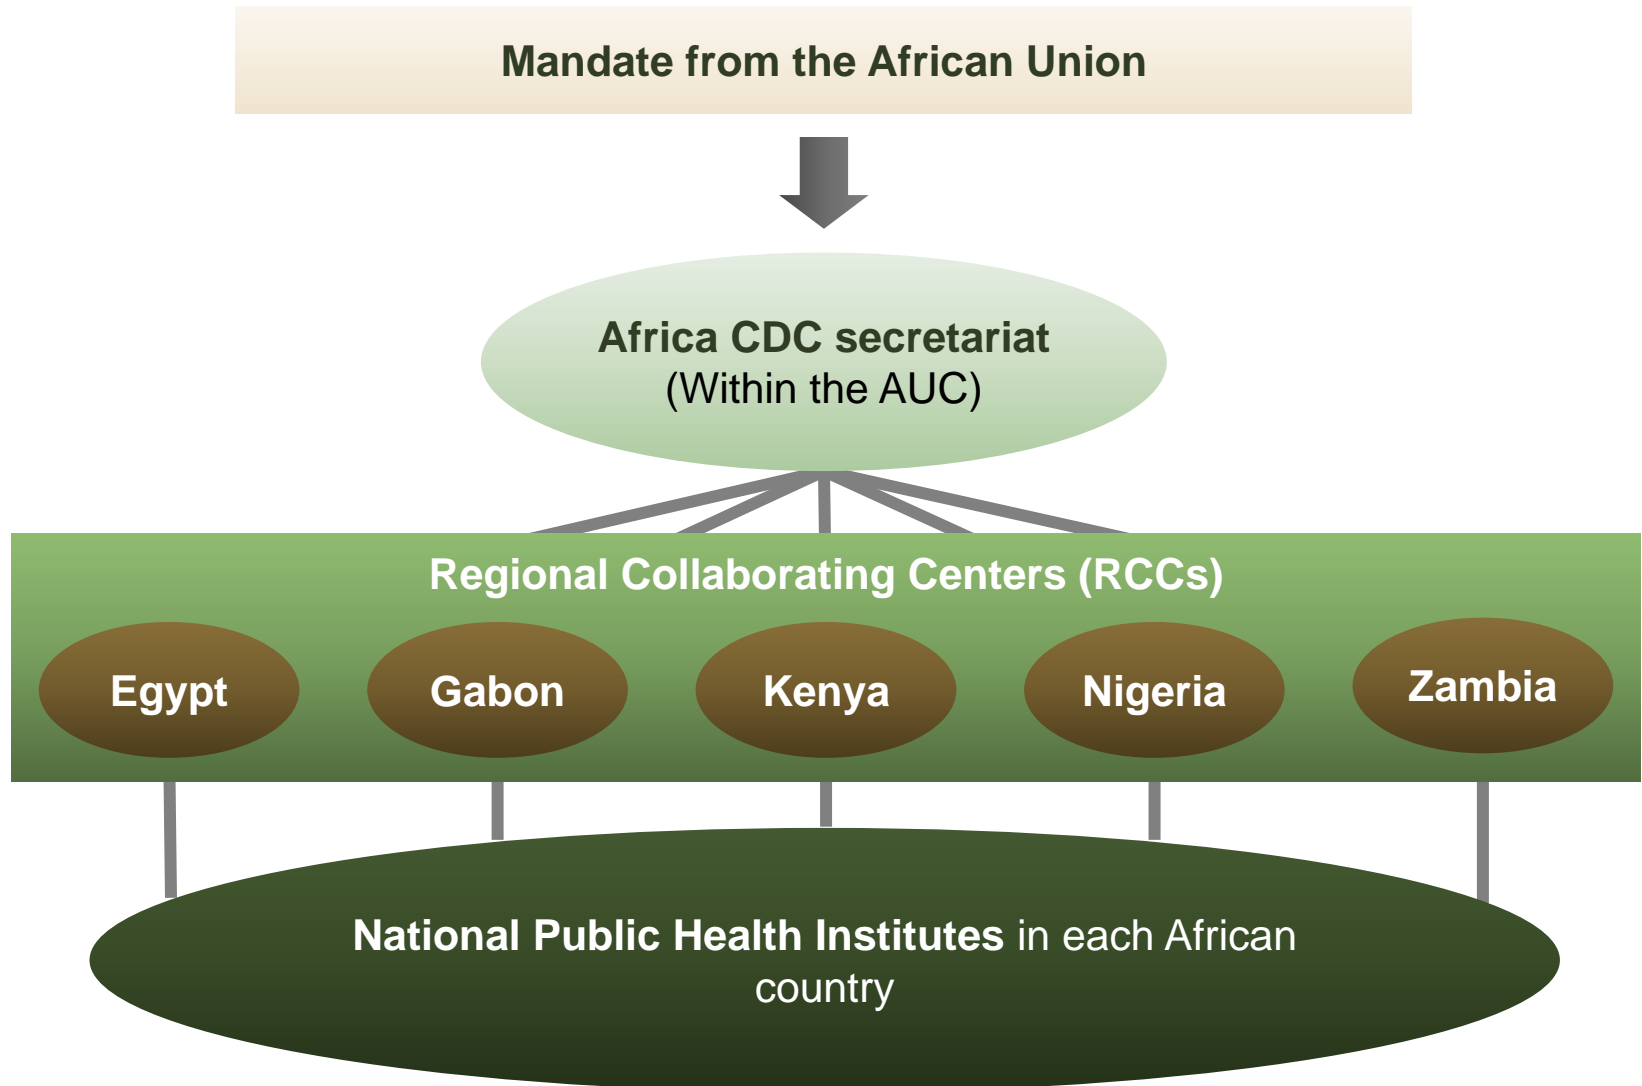 Mandate from the African Union
Africa CDC secretariat
(Within the AUC)
Regional Collaborating Centers (RCCs)
Egypt
Gabon
Kenya
Nigeria
Zambia
National Public Health Institutes in each African
country